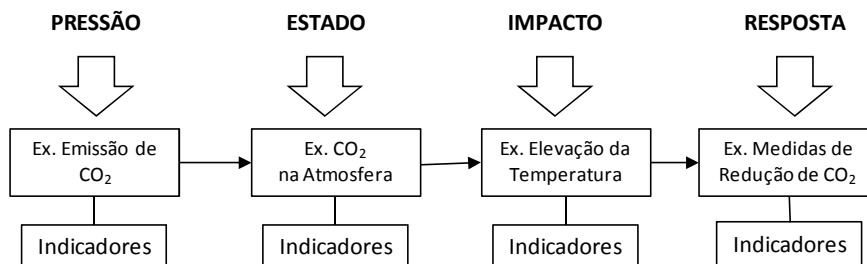 PRESSÃO
ESTADO
IMPACTO
RESPOSTA
Ex. Emissão de
CO₂
Ex. CO₂
na Atmosfera
Ex. Elevação da
Temperatura
Ex. Medidas de
Redução de CO₂
Indicadores
Indicadores
Indicadores
Indicadores